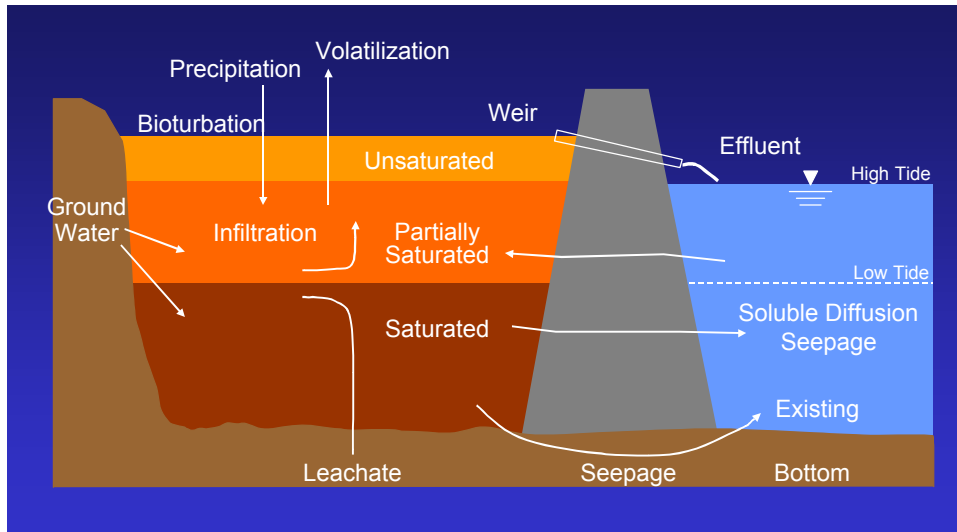 Volatilization
Precipitation
Bioturbation
Weir
Effluent
Unsaturated
High Tide
Ground
Water
Infiltration
Partially
Saturated
Low Tide
Saturated
Soluble Diffusion
Seepage
Existing
Leachate
Seepage
Bottom